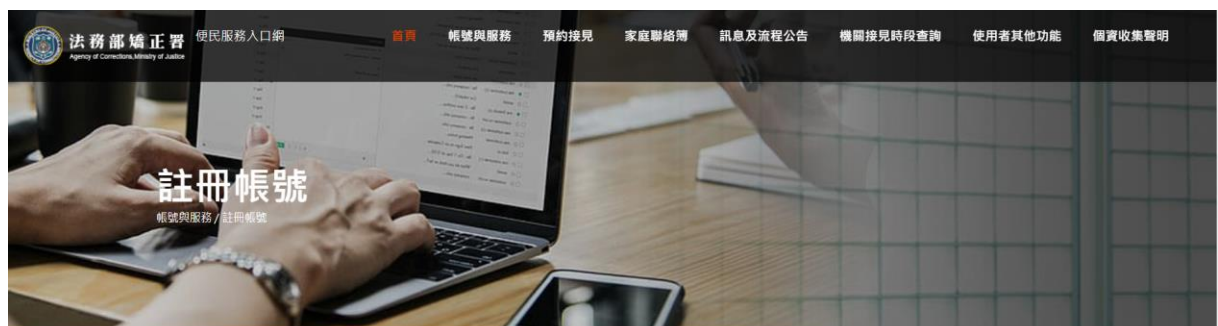 法務部矯正署
Agency of Corrections,Ministry of Justice
便民服務入口網
首頁 帳號與服務 預約接見 家庭聯絡簿 訊息及流程公告 機關接見時段查詢 使用者其他功能 個資收集聲明
註冊帳號
帳號與服務 / 註冊帳號